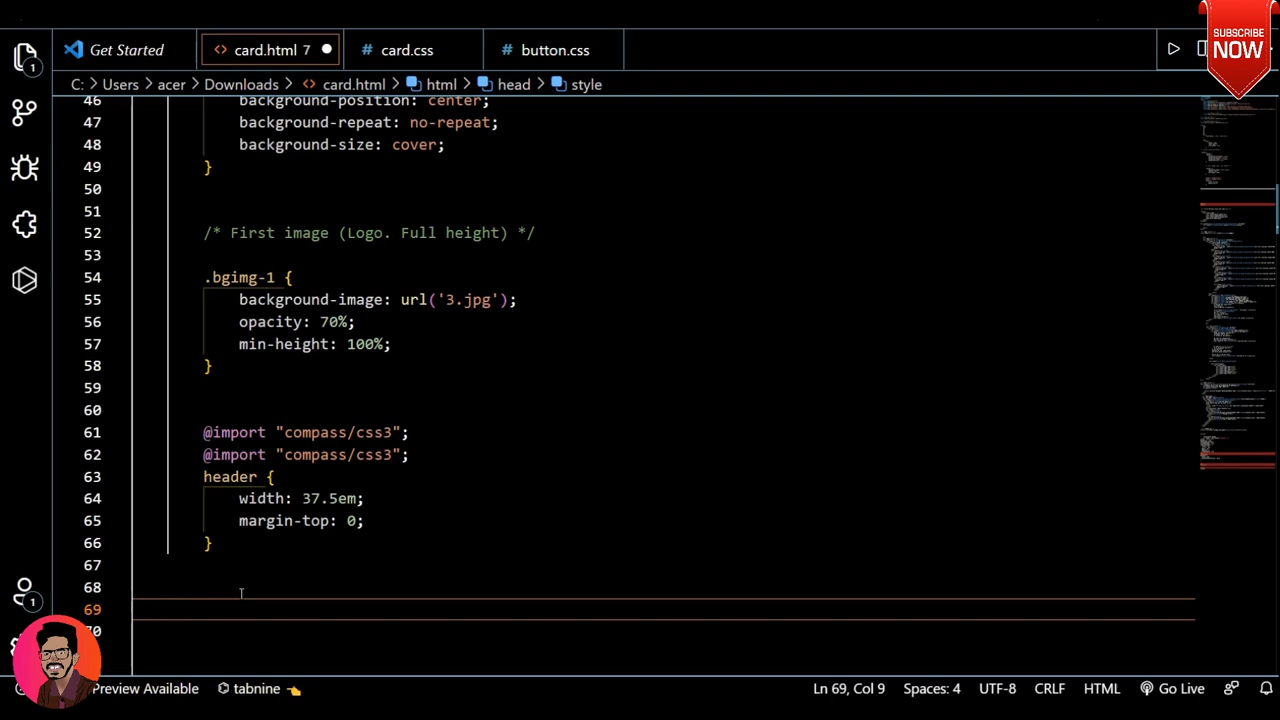 SUBSCRIBE
NOW
Get Started
<> card.html 7
# card.css
# button.css
C: > Users > acer > Downloads > <> card.html > html > head > style
46 background-position: center;
47 background-repeat: no-repeat;
48 background-size: cover;
49 }
50
51
52 /* First image (Logo. Full height) */
53
54 .bgimg-1 {
55 background-image: url('3.jpg');
56 opacity: 70%;
57 min-height: 100%;
58 }
59
60
61 @import "compass/css3";
62 @import "compass/css3";
63 header {
64 width: 37.5em;
65 margin-top: 0;
66 }
67
68
69
70
1
1
Preview Available
tabnine
Ln 69, Col 9
Spaces: 4
UTF-8
CRLF
HTML
Go Live